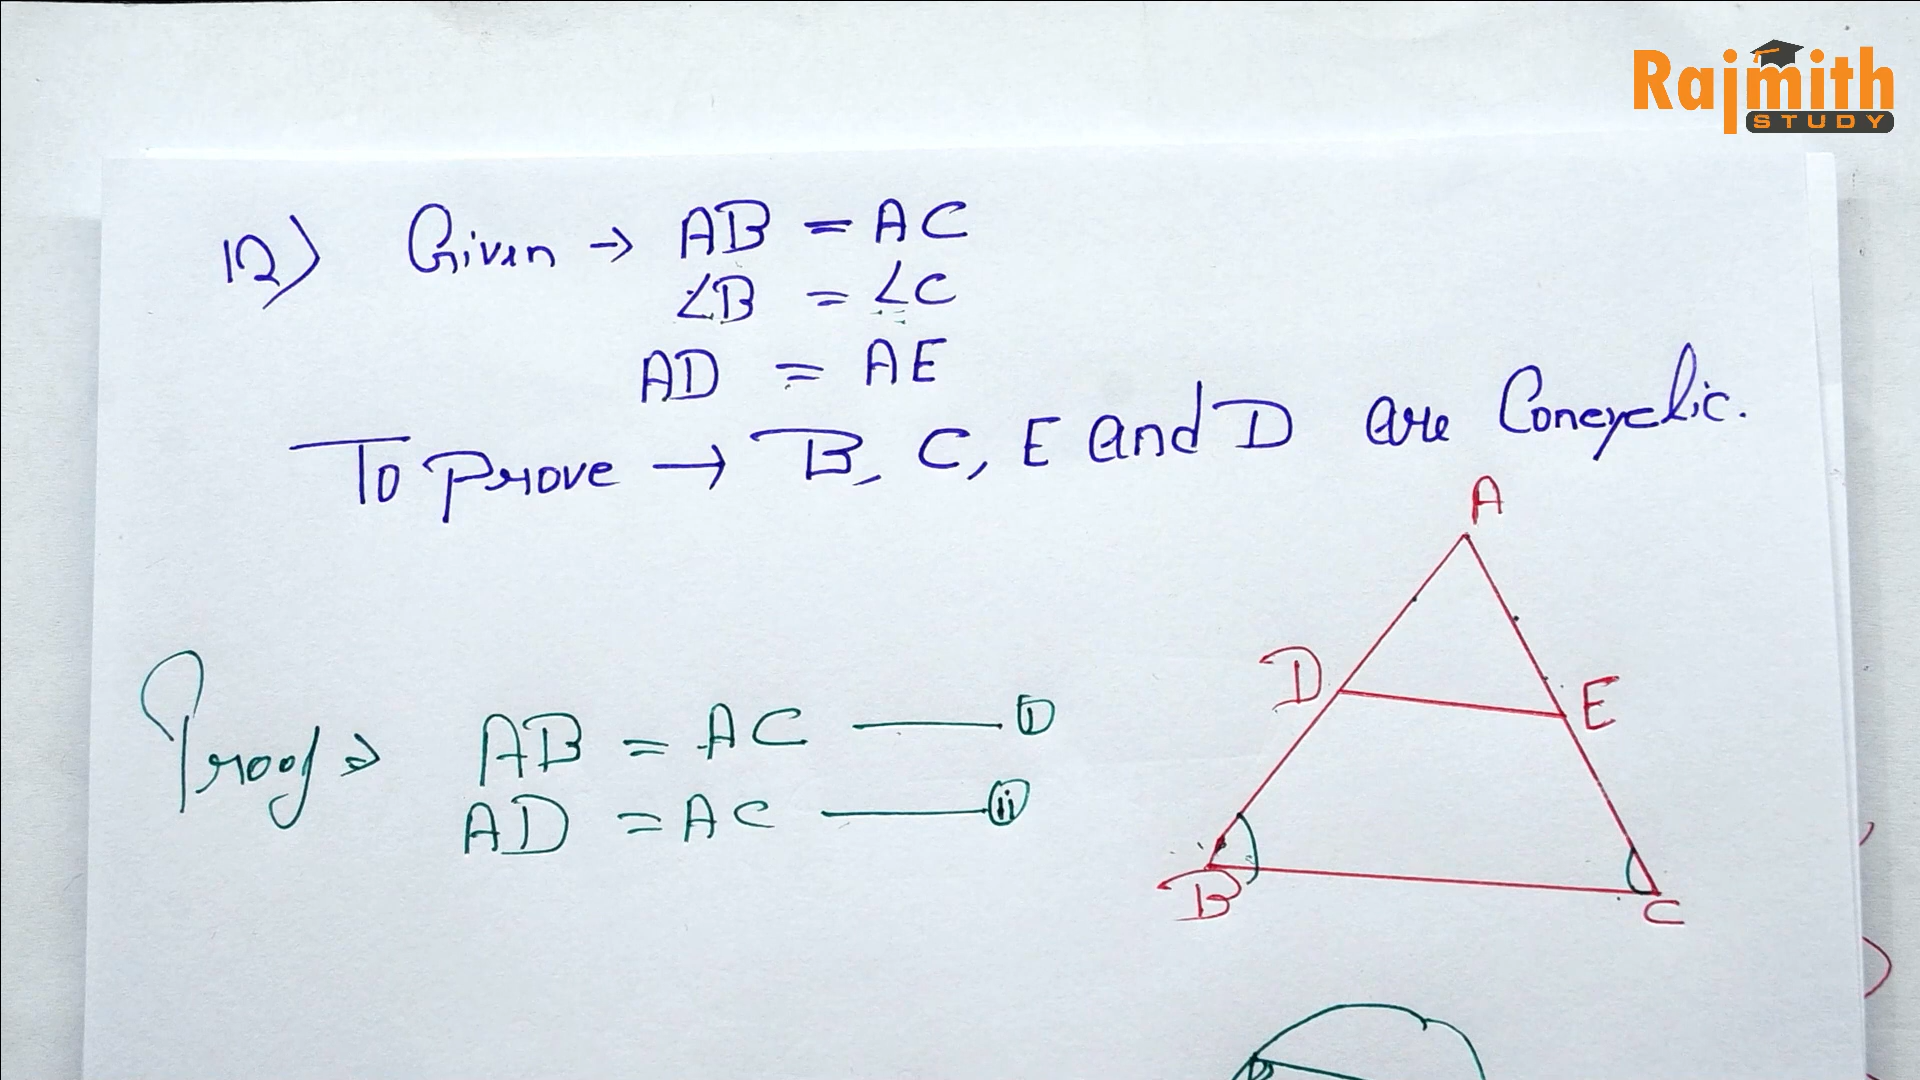 Rajmith
STUDY
12) Given → AB = AC
∠B = ∠C
AD = AE
To Prove → B, C, E and D are Concyclic.
A
D
E
B
C
Proof ⇒ AB = AC — ①
AD = AC — ⓘⓘ
D